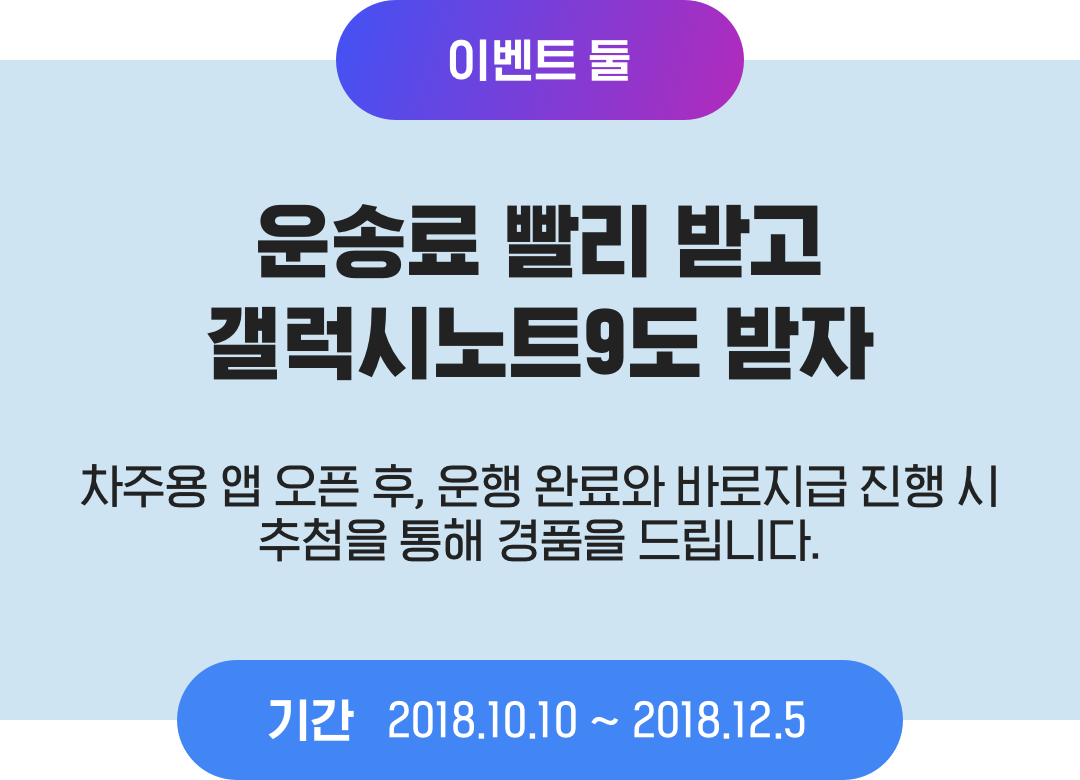 이벤트 둘
운송료 빨리 받고
갤럭시노트9도 받자
차주용 앱 오픈 후, 운행 완료와 바로지급 진행 시
추첨을 통해 경품을 드립니다.
기간 2018.10.10 ~ 2018.12.5